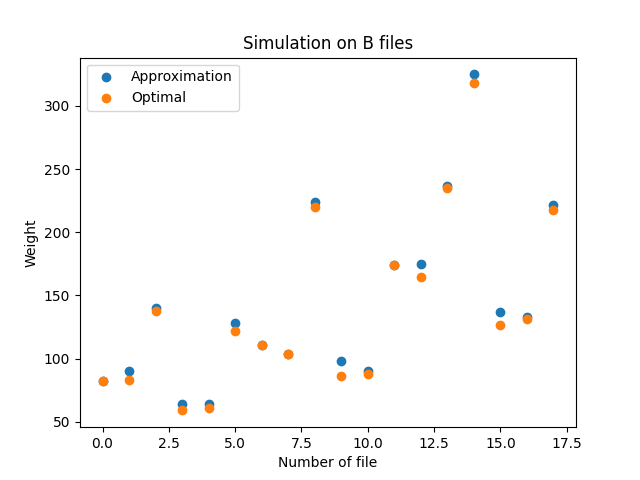 Simulation on B files
Approximation
Optimal
Weight
300
250
200
150
100
50
0.0 2.5 5.0 7.5 10.0 12.5 15.0 17.5
Number of file